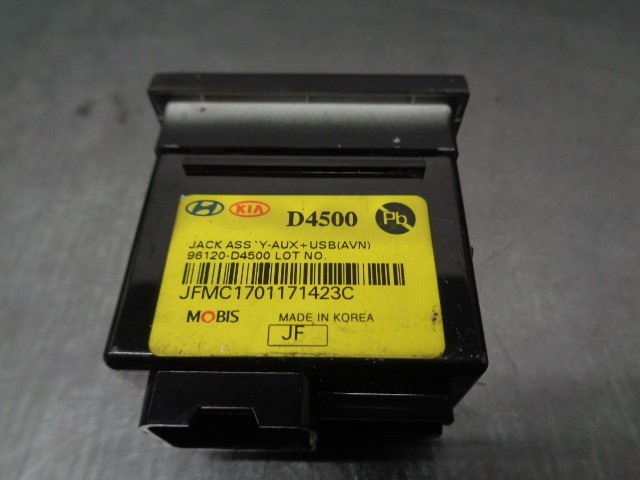 KIA D4500 Pb
JACK ASS`Y-AUX+USB(AVN)
96120-D4500 LOT NO.
JFMC1701171423C
MOBIS MADE IN KOREA
JF